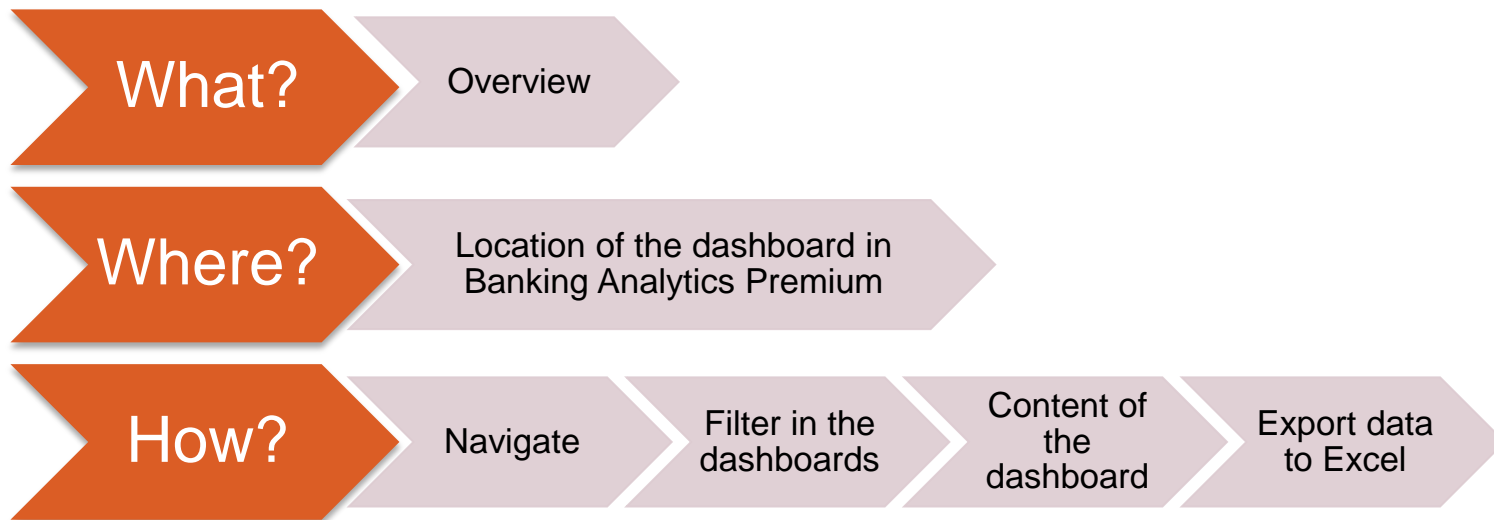 What?
Overview
Where?
Location of the dashboard in
Banking Analytics Premium
How?
Navigate
Filter in the
dashboards
Content of
the
dashboard
Export data
to Excel